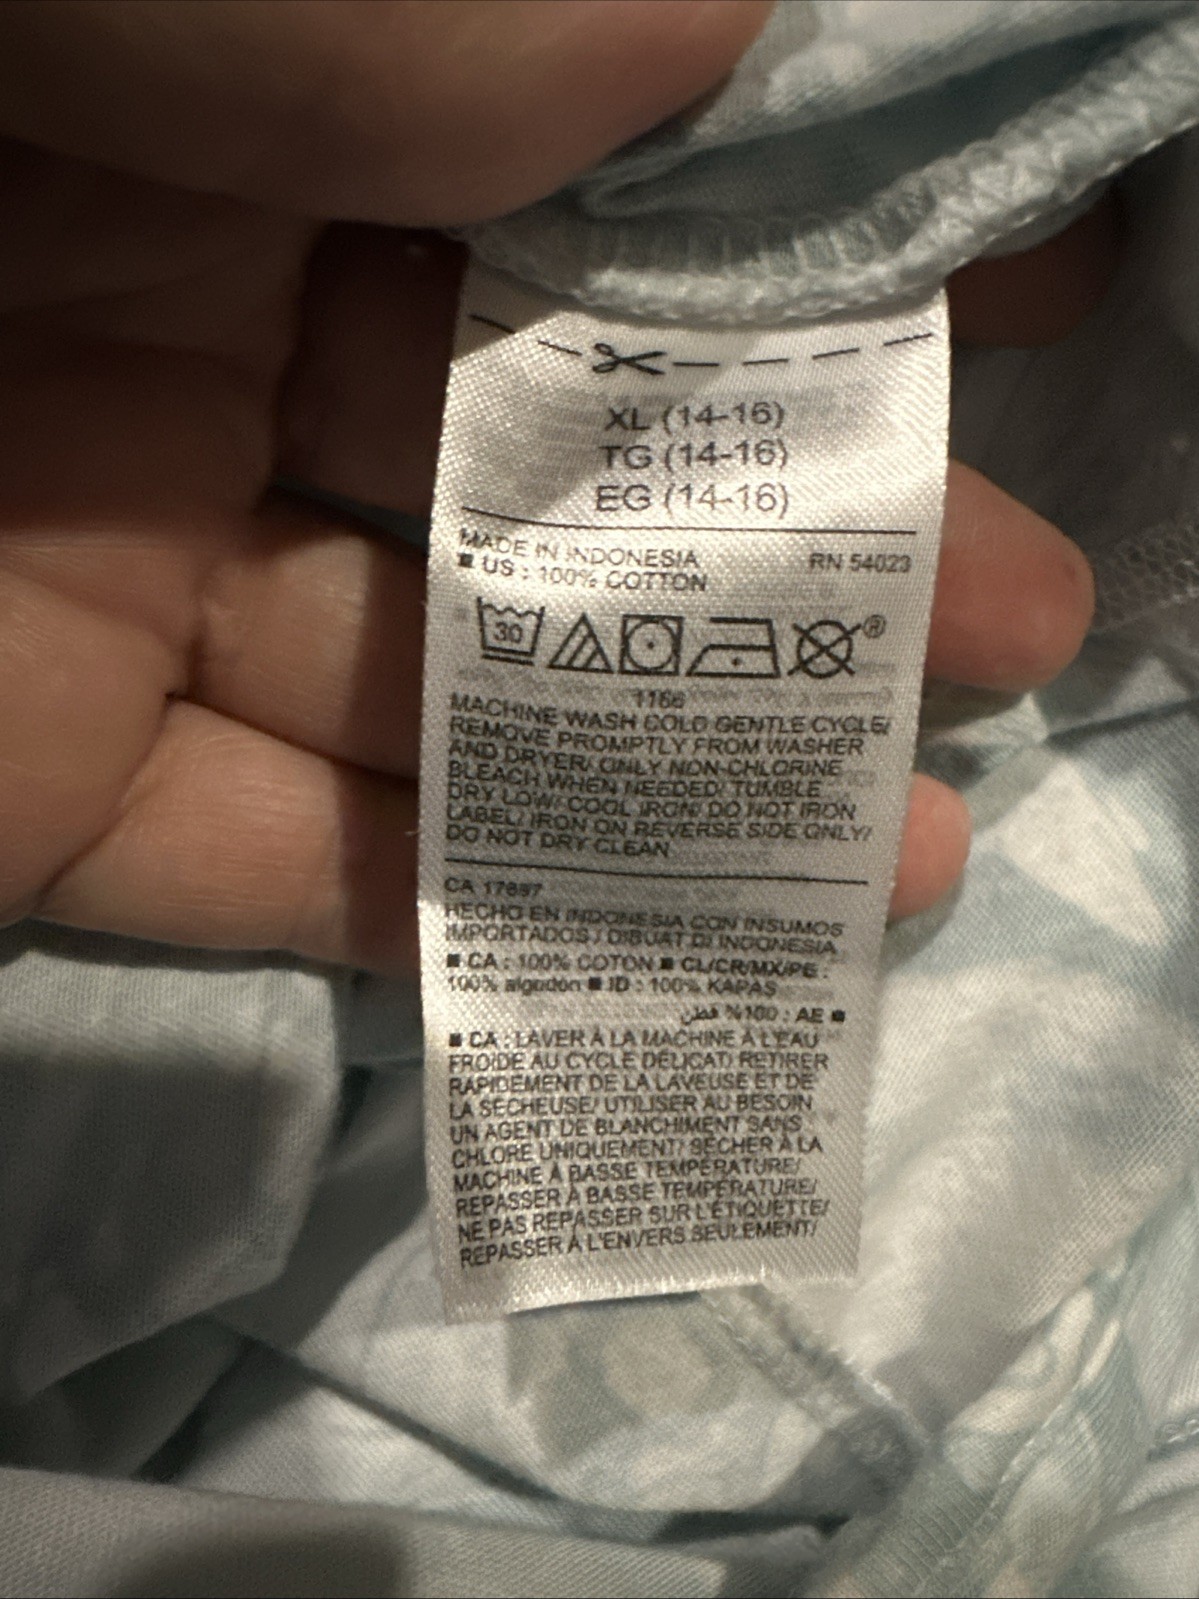 XL (14-16)
TG (14-16)
EG (14-16)
MADE IN INDONESIA RN 54023
■ US : 100% COTTON
30 ®
1166
MACHINE WASH COLD GENTLE CYCLE/
REMOVE PROMPTLY FROM WASHER
AND DRYER/ ONLY NON-CHLORINE
BLEACH WHEN NEEDED/ TUMBLE
DRY LOW/ COOL IRON/ DO NOT IRON
LABEL/ IRON ON REVERSE SIDE ONLY/
DO NOT DRY CLEAN
CA 17897
HECHO EN INDONESIA CON INSUMOS
IMPORTADOS / DIBUAT DI INDONESIA
■ CA : 100% COTON ■ CL/CR/MX/PE :
100% algodón ■ ID : 100% KAPAS
■ AE : 100% قطن
■ CA : LAVER À LA MACHINE À L'EAU
FROIDE AU CYCLE DÉLICAT/ RETIRER
RAPIDEMENT DE LA LAVEUSE ET DE
LA SÉCHEUSE/ UTILISER AU BESOIN
UN AGENT DE BLANCHIMENT SANS
CHLORE UNIQUEMENT/ SÉCHER À LA
MACHINE À BASSE TEMPÉRATURE/
REPASSER À BASSE TEMPÉRATURE/
NE PAS REPASSER SUR L'ÉTIQUETTE/
REPASSER À L'ENVERS SEULEMENT/